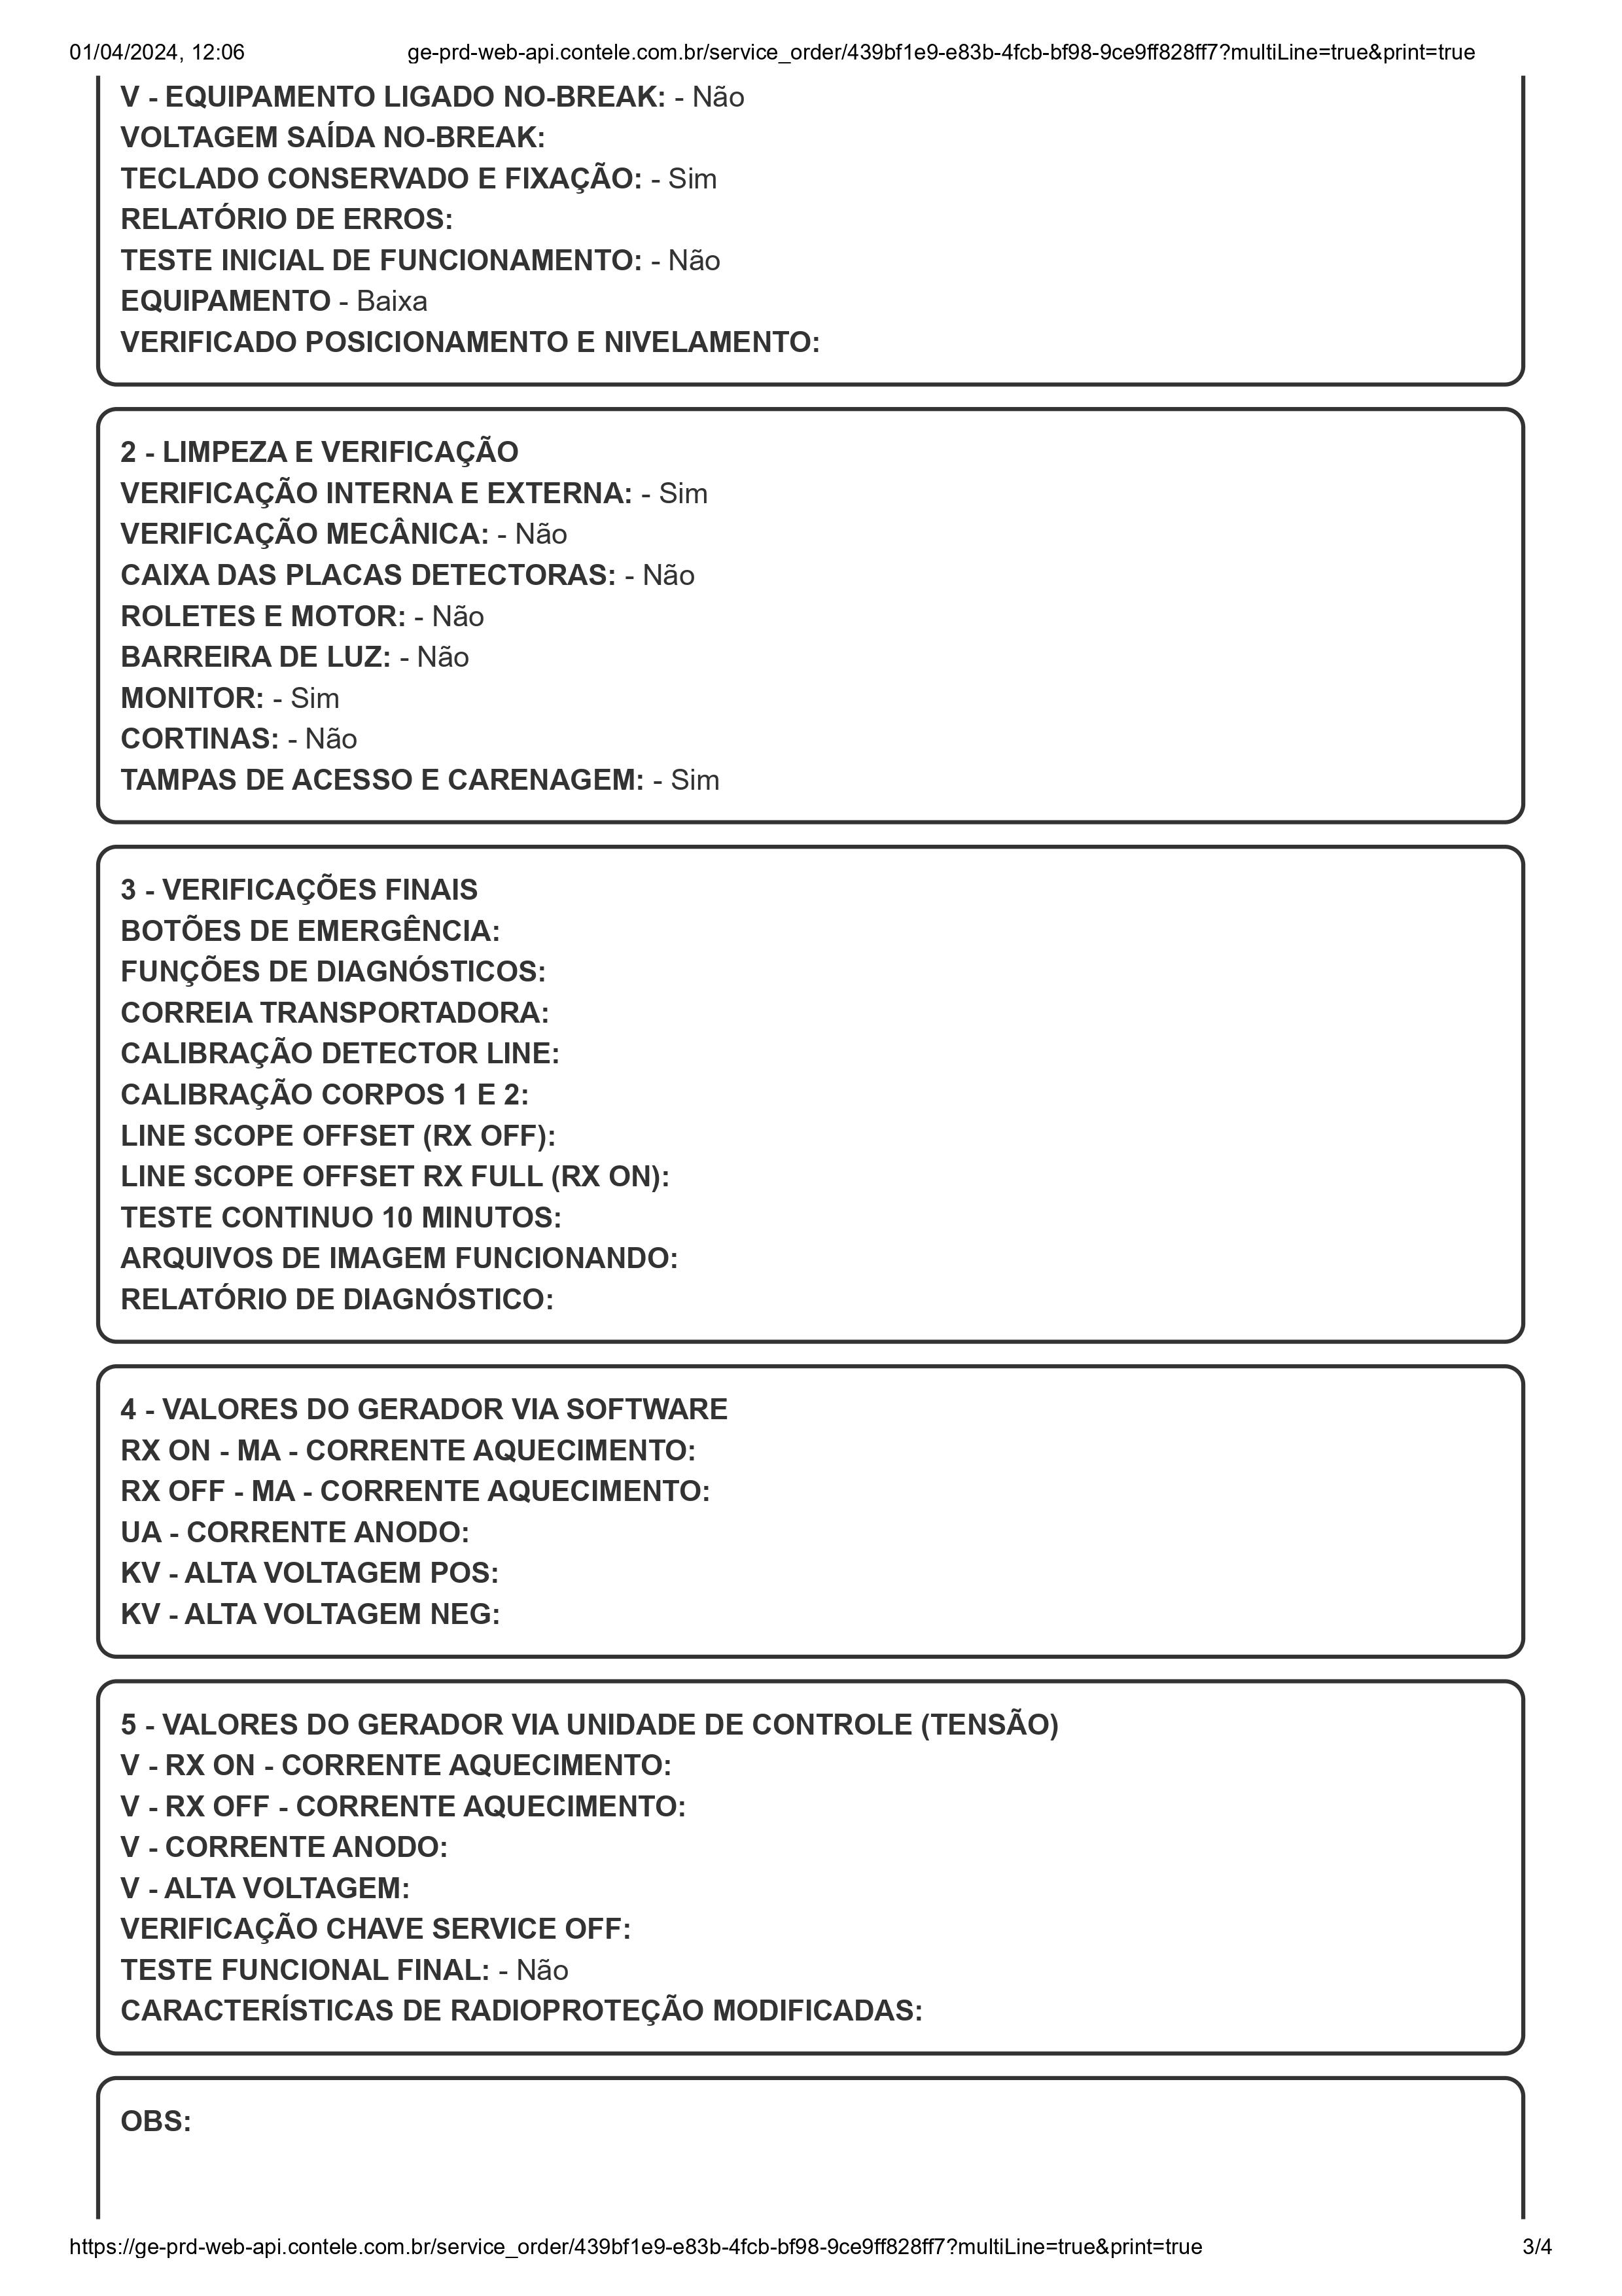 01/04/2024, 12:06 ge-prd-web-api.contele.com.br/service_order/439bf1e9-e83b-4fcb-bf98-9ce9ff828ff7?multiLine=true&print=true
V - EQUIPAMENTO LIGADO NO-BREAK: - Não
VOLTAGEM SAÍDA NO-BREAK:
TECLADO CONSERVADO E FIXAÇÃO: - Sim
RELATÓRIO DE ERROS:
TESTE INICIAL DE FUNCIONAMENTO: - Não
EQUIPAMENTO - Baixa
VERIFICADO POSICIONAMENTO E NIVELAMENTO:
2 - LIMPEZA E VERIFICAÇÃO
VERIFICAÇÃO INTERNA E EXTERNA: - Sim
VERIFICAÇÃO MECÂNICA: - Não
CAIXA DAS PLACAS DETECTORAS: - Não
ROLETES E MOTOR: - Não
BARREIRA DE LUZ: - Não
MONITOR: - Sim
CORTINAS: - Não
TAMPAS DE ACESSO E CARENAGEM: - Sim
3 - VERIFICAÇÕES FINAIS
BOTÕES DE EMERGÊNCIA:
FUNÇÕES DE DIAGNÓSTICOS:
CORREIA TRANSPORTADORA:
CALIBRAÇÃO DETECTOR LINE:
CALIBRAÇÃO CORPOS 1 E 2:
LINE SCOPE OFFSET (RX OFF):
LINE SCOPE OFFSET RX FULL (RX ON):
TESTE CONTINUO 10 MINUTOS:
ARQUIVOS DE IMAGEM FUNCIONANDO:
RELATÓRIO DE DIAGNÓSTICO:
4 - VALORES DO GERADOR VIA SOFTWARE
RX ON - MA - CORRENTE AQUECIMENTO:
RX OFF - MA - CORRENTE AQUECIMENTO:
UA - CORRENTE ANODO:
KV - ALTA VOLTAGEM POS:
KV - ALTA VOLTAGEM NEG:
5 - VALORES DO GERADOR VIA UNIDADE DE CONTROLE (TENSÃO)
V - RX ON - CORRENTE AQUECIMENTO:
V - RX OFF - CORRENTE AQUECIMENTO:
V - CORRENTE ANODO:
V - ALTA VOLTAGEM:
VERIFICAÇÃO CHAVE SERVICE OFF:
TESTE FUNCIONAL FINAL: - Não
CARACTERÍSTICAS DE RADIOPROTEÇÃO MODIFICADAS:
OBS:
https://ge-prd-web-api.contele.com.br/service_order/439bf1e9-e83b-4fcb-bf98-9ce9ff828ff7?multiLine=true&print=true 3/4